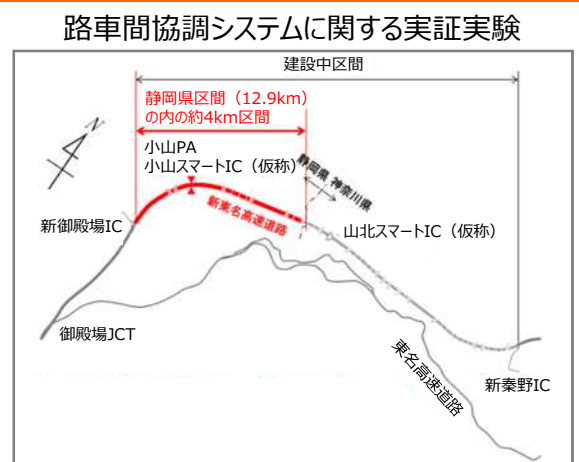 路車間協調システムに関する実証実験
建設中区間
静岡県区間（12.9km）
の内の約4km区間
小山PA
小山スマートIC（仮称）
N
静岡県 神奈川県
新御殿場IC
新東名高速道路
山北スマートIC（仮称）
御殿場JCT
東名高速道路
新秦野IC